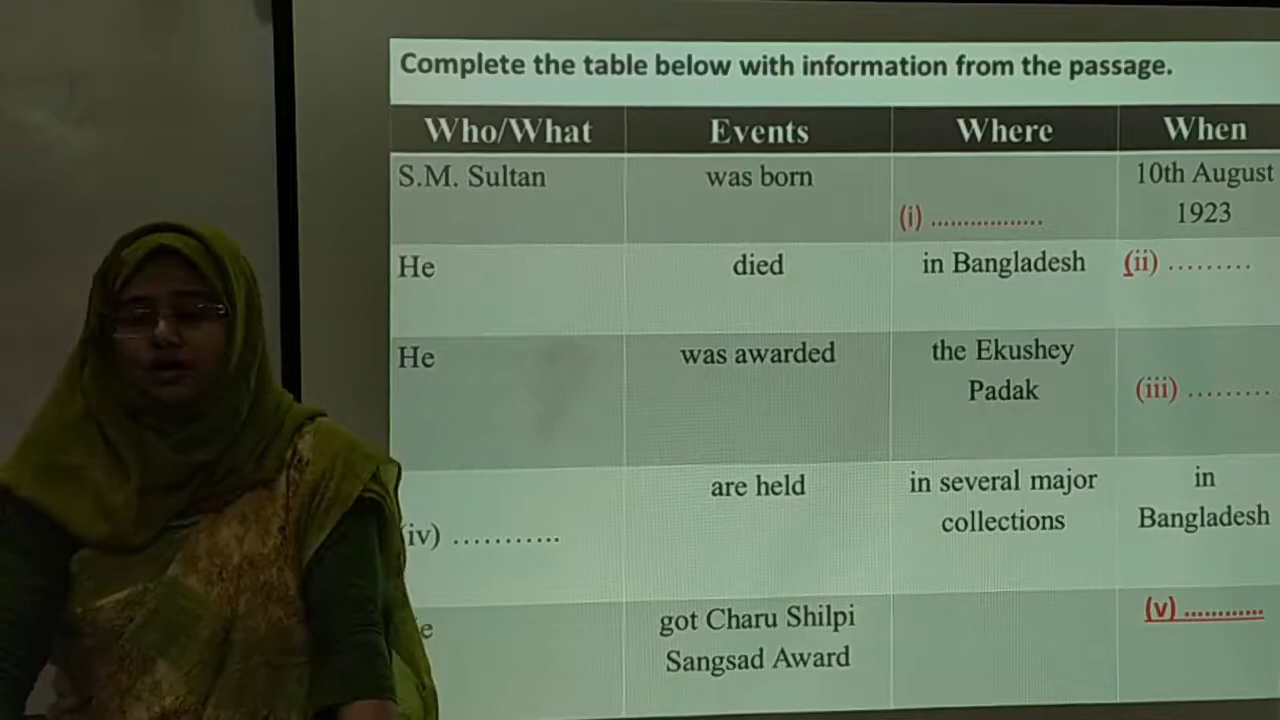 Complete the table below with information from the passage.
Who/What Events Where When
S.M. Sultan was born (i) ................. 10th August
1923
He died in Bangladesh (ii) .........
He was awarded the Ekushey
Padak (iii) .........
(iv) ........... are held in several major
collections in
Bangladesh
got Charu Shilpi
Sangsad Award (v) ............